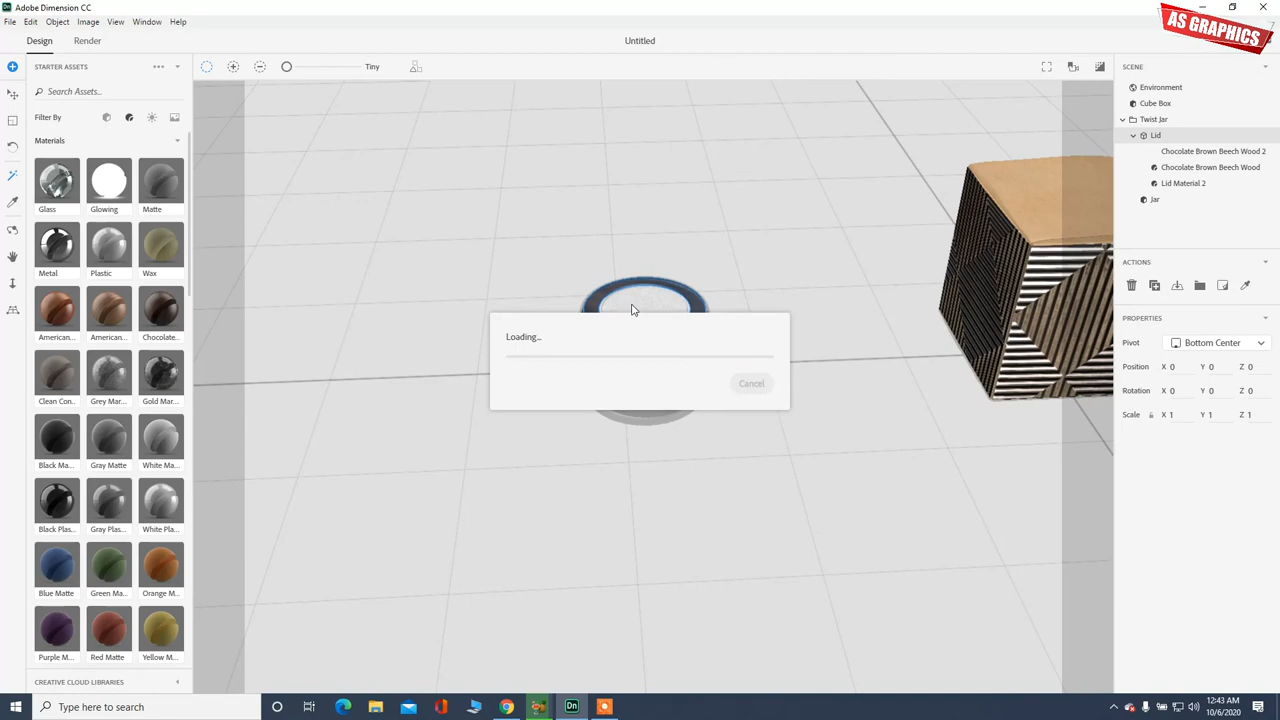 Dn Adobe Dimension CC
File Edit Object Image View Window Help
AS GRAPHICS
Design Render Untitled
STARTER ASSETS
Tiny
SCENE
Search Assets...
Environment
Cube Box
Filter By
Twist Jar
Lid
Materials
Chocolate Brown Beech Wood 2
Chocolate Brown Beech Wood
Lid Material 2
Jar
Glass Glowing Matte
Metal Plastic Wax
American... American... Chocolate...
Clean Con... Grey Mar... Gold Mar...
Black Ma... Gray Matte White Ma...
Black Plas... Gray Plas... White Pla...
Blue Matte Green Ma... Orange M...
Purple M... Red Matte Yellow M...
CREATIVE CLOUD LIBRARIES
Loading...
Cancel
ACTIONS
PROPERTIES
Pivot Bottom Center
Position X 0 Y 0 Z 0
Rotation X 0 Y 0 Z 0
Scale X 1 Y 1 Z 1
Type here to search
Dn
12:43 AM
10/6/2020